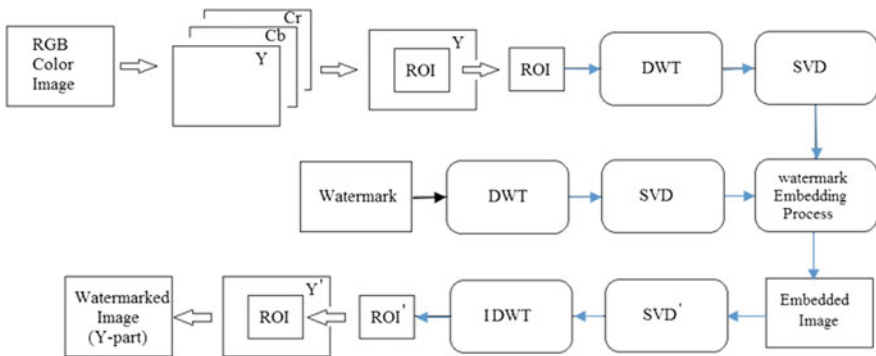 RGB
Color
Image
Cr
Cb
Y
Y
ROI
ROI
DWT
SVD
Watermark
DWT
SVD
watermark
Embedding
Process
Watermarked
Image
(Y-part)
Y'
ROI
ROI'
IDWT
SVD'
Embedded
Image